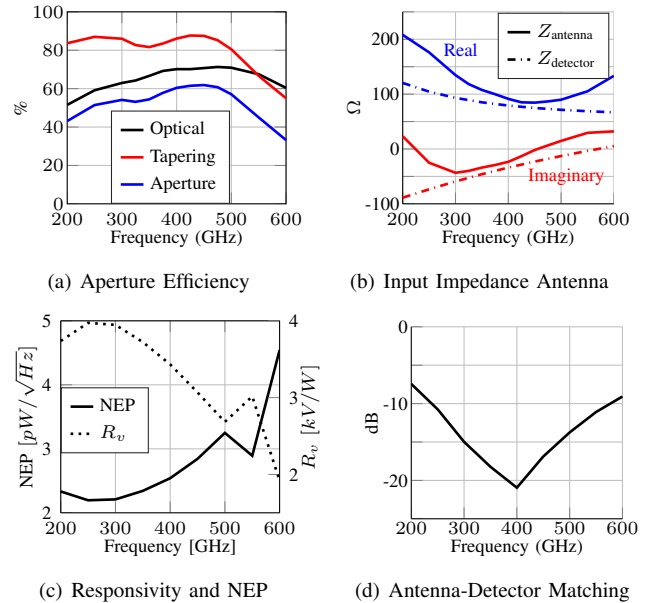 100
80
60
40
20
0
%
Optical
Tapering
Aperture
200 300 400 500 600
Frequency (GHz)
(a) Aperture Efficiency
200
100
0
-100
Ω
Real
Z_antenna
Z_detector
Imaginary
200 300 400 500 600
Frequency (GHz)
(b) Input Impedance Antenna
5
4
3
2
NEP [pW/√Hz]
NEP
R_v
4
3
2
R_v [kV/W]
200 300 400 500 600
Frequency [GHz]
(c) Responsivity and NEP
0
-10
-20
dB
200 300 400 500 600
Frequency (GHz)
(d) Antenna-Detector Matching